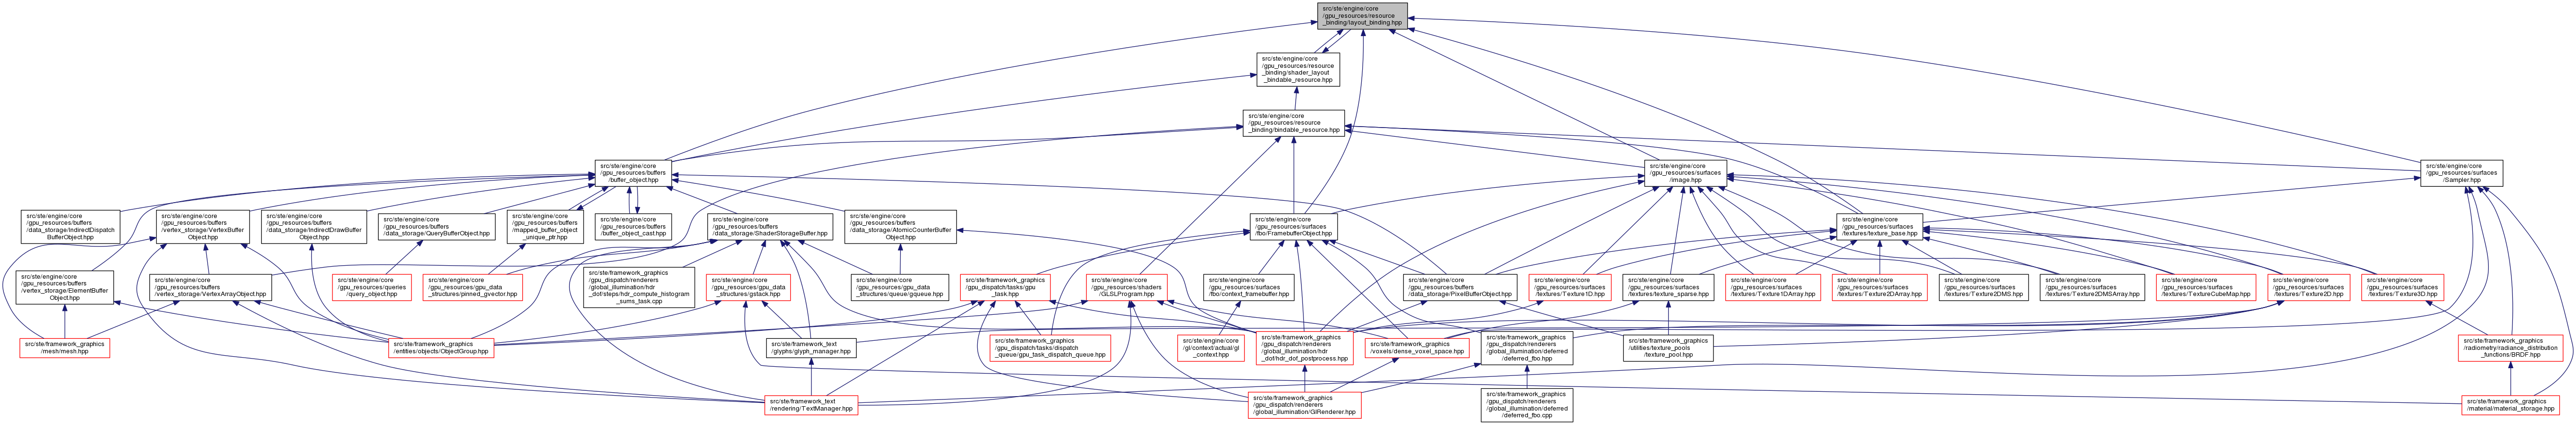 src/ste/engine/core
/gpu_resources/resource
_binding/layout_binding.hpp
src/ste/engine/core
/gpu_resources/resource
_binding/shader_layout
_bindable_resource.hpp
src/ste/engine/core
/gpu_resources/resource
_binding/bindable_resource.hpp
src/ste/engine/core
/gpu_resources/buffers
/buffer_object.hpp
src/ste/engine/core
/gpu_resources/surfaces
/image.hpp
src/ste/engine/core
/gpu_resources/surfaces
/Sampler.hpp
src/ste/engine/core
/gpu_resources/buffers
/data_storage/IndirectDispatch
BufferObject.hpp
src/ste/engine/core
/gpu_resources/buffers
/vertex_storage/VertexBuffer
Object.hpp
src/ste/engine/core
/gpu_resources/buffers
/data_storage/IndirectDrawBuffer
Object.hpp
src/ste/engine/core
/gpu_resources/buffers
/data_storage/QueryBufferObject.hpp
src/ste/engine/core
/gpu_resources/buffers
/mapped_buffer_object
_unique_ptr.hpp
src/ste/engine/core
/gpu_resources/buffers
/buffer_object_cast.hpp
src/ste/engine/core
/gpu_resources/buffers
/data_storage/ShaderStorageBuffer.hpp
src/ste/engine/core
/gpu_resources/buffers
/data_storage/AtomicCounterBuffer
Object.hpp
src/ste/engine/core
/gpu_resources/surfaces
/fbo/FramebufferObject.hpp
src/ste/engine/core
/gpu_resources/surfaces
/textures/texture_base.hpp
src/ste/engine/core
/gpu_resources/buffers
/vertex_storage/ElementBuffer
Object.hpp
src/ste/engine/core
/gpu_resources/buffers
/vertex_storage/VertexArrayObject.hpp
src/ste/engine/core
/gpu_resources/queries
/query_object.hpp
src/ste/engine/core
/gpu_resources/gpu_data
_structures/pinned_gvector.hpp
src/ste/framework_graphics
/gpu_dispatch/renderers
/global_illumination/hdr
_dof/steps/hdr_compute_histogram
_sums_task.cpp
src/ste/engine/core
/gpu_resources/gpu_data
_structures/gstack.hpp
src/ste/engine/core
/gpu_resources/gpu_data
_structures/queue/gqueue.hpp
src/ste/framework_graphics
/gpu_dispatch/tasks/gpu
_task.hpp
src/ste/engine/core
/gpu_resources/shaders
/GLSLProgram.hpp
src/ste/engine/core
/gpu_resources/surfaces
/fbo/context_framebuffer.hpp
src/ste/engine/core
/gpu_resources/buffers
/data_storage/PixelBufferObject.hpp
src/ste/engine/core
/gpu_resources/surfaces
/textures/Texture1D.hpp
src/ste/engine/core
/gpu_resources/surfaces
/textures/texture_sparse.hpp
src/ste/engine/core
/gpu_resources/surfaces
/textures/Texture1DArray.hpp
src/ste/engine/core
/gpu_resources/surfaces
/textures/Texture2DArray.hpp
src/ste/engine/core
/gpu_resources/surfaces
/textures/Texture2DMS.hpp
src/ste/engine/core
/gpu_resources/surfaces
/textures/Texture2DMSArray.hpp
src/ste/engine/core
/gpu_resources/surfaces
/textures/TextureCubeMap.hpp
src/ste/engine/core
/gpu_resources/surfaces
/textures/Texture2D.hpp
src/ste/engine/core
/gpu_resources/surfaces
/textures/Texture3D.hpp
src/ste/framework_graphics
/mesh/mesh.hpp
src/ste/framework_graphics
/entities/objects/ObjectGroup.hpp
src/ste/framework_text
/glyphs/glyph_manager.hpp
src/ste/framework_graphics
/gpu_dispatch/tasks/dispatch
_queue/gpu_task_dispatch_queue.hpp
src/ste/engine/core
/gl/context/actual/gl
_context.hpp
src/ste/framework_graphics
/gpu_dispatch/renderers
/global_illumination/hdr
_dof/hdr_dof_postprocess.hpp
src/ste/framework_graphics
/voxels/dense_voxel_space.hpp
src/ste/framework_graphics
/gpu_dispatch/renderers
/global_illumination/deferred
/deferred_fbo.hpp
src/ste/framework_graphics
/utilities/texture_pools
/texture_pool.hpp
src/ste/framework_graphics
/radiometry/radiance_distribution
_functions/BRDF.hpp
src/ste/framework_text
/rendering/TextManager.hpp
src/ste/framework_graphics
/gpu_dispatch/renderers
/global_illumination/GIRenderer.hpp
src/ste/framework_graphics
/gpu_dispatch/renderers
/global_illumination/deferred
/deferred_fbo.cpp
src/ste/framework_graphics
/material/material_storage.hpp